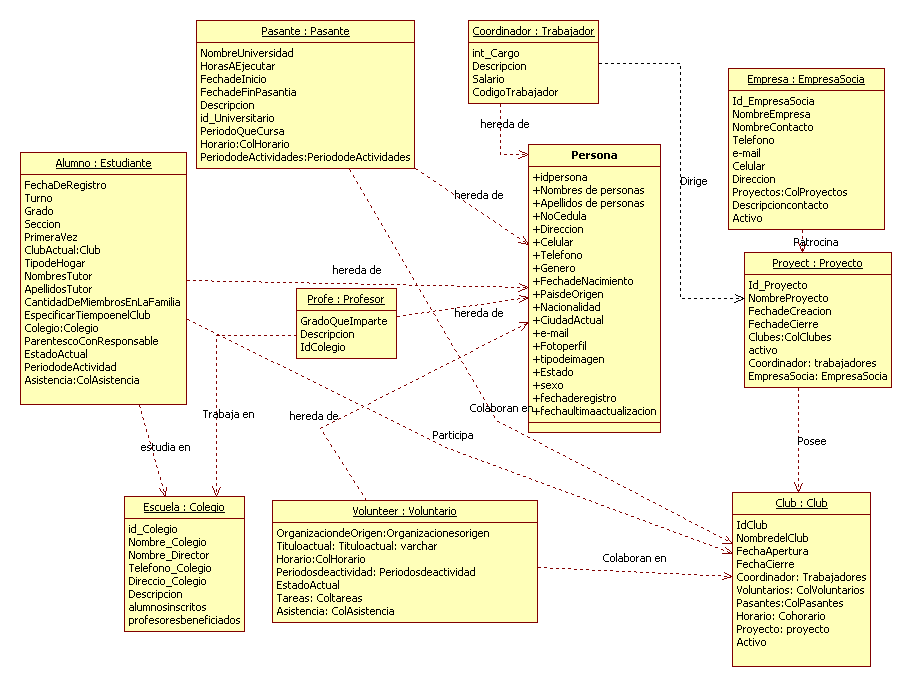 Pasante : Pasante
NombreUniversidad
HorasAEjecutar
FechadeInicio
FechadeFinPasantia
Descripcion
id_Universitario
PeriodoQueCursa
Horario:ColHorario
PeriododeActividades:PeriododeActividades
Coordinador : Trabajador
int_Cargo
Descripcion
Salario
CodigoTrabajador
Empresa : EmpresaSocia
Id_EmpresaSocia
NombreEmpresa
NombreContacto
Telefono
e-mail
Celular
Direccion
Proyectos:ColProyectos
Descripcioncontacto
Activo
hereda de
Alumno : Estudiante
FechaDeRegistro
Turno
Grado
Seccion
PrimeraVez
ClubActual:Club
TipodeHogar
NombresTutor
ApellidosTutor
CantidadDeMiembrosEnLaFamilia
EspecificarTiempoenelClub
Colegio:Colegio
ParentescoConResponsable
EstadoActual
PeriododeActividad
Asistencia:ColAsistencia
Persona
+idpersona
+Nombres de personas
+Apellidos de personas
+NoCedula
+Direccion
+Celular
+Telefono
+Genero
+FechadeNacimiento
+PaisdeOrigen
+Nacionalidad
+CiudadActual
+e-mail
+Fotoperfil
+tipodeimagen
+Estado
+sexo
+fechaderegistro
+fechaultimaactualizacion
Dirige
hereda de
Patrocina
Proyect : Proyecto
Id_Proyecto
NombreProyecto
FechadeCreacion
FechadeCierre
Clubes:ColClubes
activo
Coordinador: trabajadores
EmpresaSocia: EmpresaSocia
hereda de
Profe : Profesor
GradoQueImparte
Descripcion
IdColegio
hereda de
Trabaja en
hereda de
Colaboran en
Participa
Posee
estudia en
Escuela : Colegio
id_Colegio
Nombre_Colegio
Nombre_Director
Telefono_Colegio
Direccio_Colegio
Descripcion
alumnosinscritos
profesoresbeneficiados
Volunteer : Voluntario
OrganizaciondeOrigen:Organizacionesorigen
Tituloactual: Tituloactual: varchar
Horario:ColHorario
Periodosdeactividad: Periodosdeactividad
EstadoActual
Tareas: Coltareas
Asistencia: ColAsistencia
Colaboran en
Club : Club
IdClub
NombredelClub
FechaApertura
FechaCierre
Coordinador: Trabajadores
Voluntarios: ColVoluntarios
Pasantes:ColPasantes
Horario: Cohorario
Proyecto: proyecto
Activo